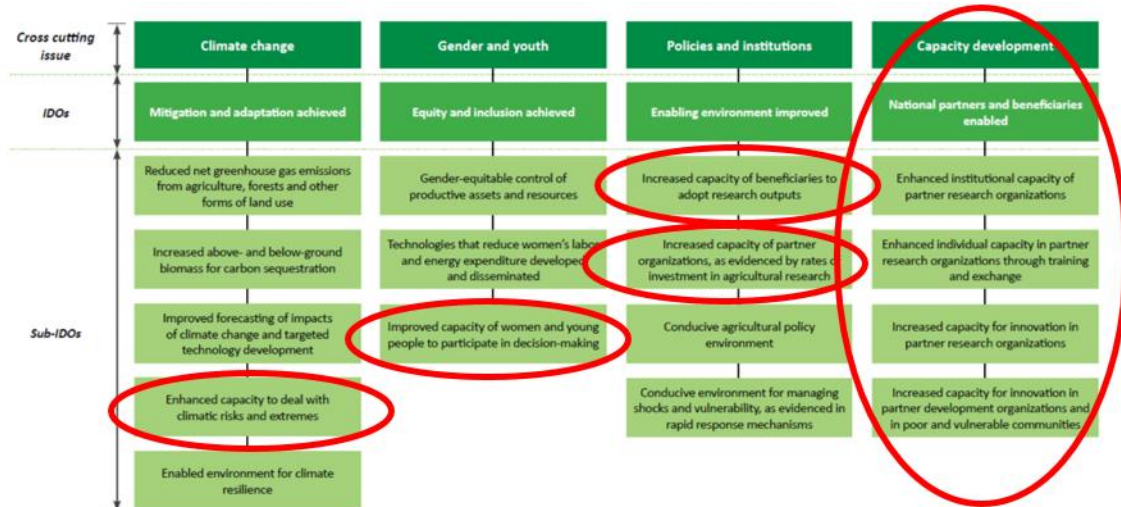 Cross cutting
issue
Climate change
Gender and youth
Policies and institutions
Capacity development
IDOs
Mitigation and adaptation achieved
Equity and inclusion achieved
Enabling environment improved
National partners and beneficiaries
enabled
Sub-IDOs
Reduced net greenhouse gas emissions
from agriculture, forests and other
forms of land use
Increased above- and below-ground
biomass for carbon sequestration
Improved forecasting of impacts
of climate change and targeted
technology development
Enhanced capacity to deal with
climatic risks and extremes
Enabled environment for climate
resilience
Gender-equitable control of
productive assets and resources
Technologies that reduce women's labor
and energy expenditure developed
and disseminated
Improved capacity of women and young
people to participate in decision-making
Increased capacity of beneficiaries to
adopt research outputs
Increased capacity of partner
organizations, as evidenced by rates of
investment in agricultural research
Conducive agricultural policy
environment
Conducive environment for managing
shocks and vulnerability, as evidenced in
rapid response mechanisms
Enhanced institutional capacity of
partner research organizations
Enhanced individual capacity in partner
research organizations through training
and exchange
Increased capacity for innovation in
partner research organizations
Increased capacity for innovation in
partner development organizations and
in poor and vulnerable communities